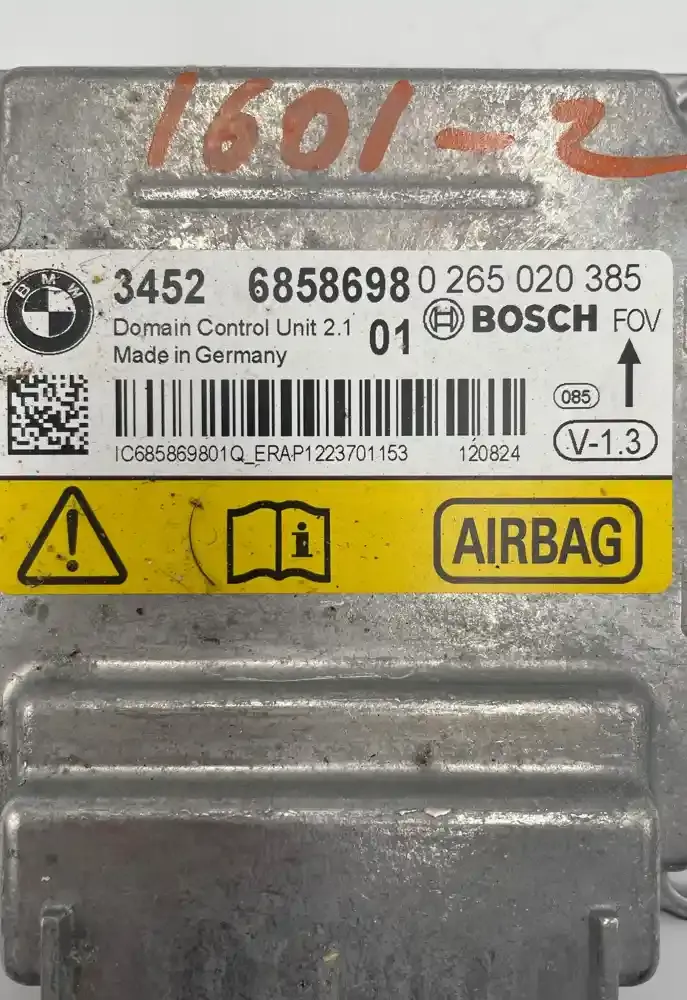 1601-2
BMW
3452 6858698 01
Domain Control Unit 2.1
Made in Germany
0 265 020 385
BOSCH FOV
IC685869801Q_ERAP1223701153 120824
085
V-1.3
i
AIRBAG